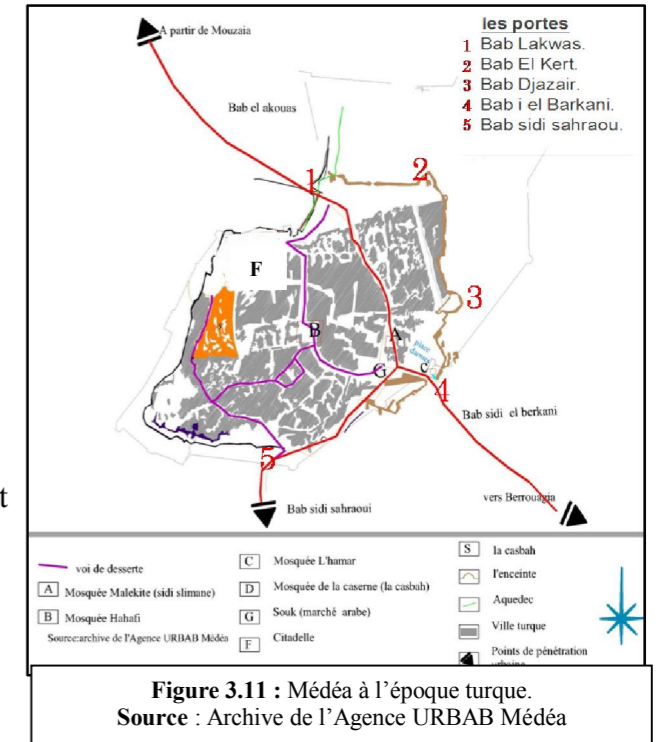 les portes
1 Bab Lakwas.
2 Bab El Kert.
3 Bab Djazair.
4 Bab i el Barkani.
5 Bab sidi sahraou.
A partir de Mouzaia
Bab el akouas
1
2
F
3
B
A
G
c
4
Bab sidi el berkani
5
Bab sidi sahraoui
vers Berrouagia
t
voi de desserte
A Mosquée Malekite (sidi slimane)
B Mosquée Hahafi
Source:archive de l'Agence URBAB Médéa
C Mosquée L'hamar
D Mosquée de la caserne (la casbah)
G Souk (marché arabe)
F Citadelle
S la casbah
l'enceinte
Aquedec
Ville turque
Points de pénétration
urbaine
Figure 3.11 : Médéa à l'époque turque.
Source : Archive de l'Agence URBAB Médéa